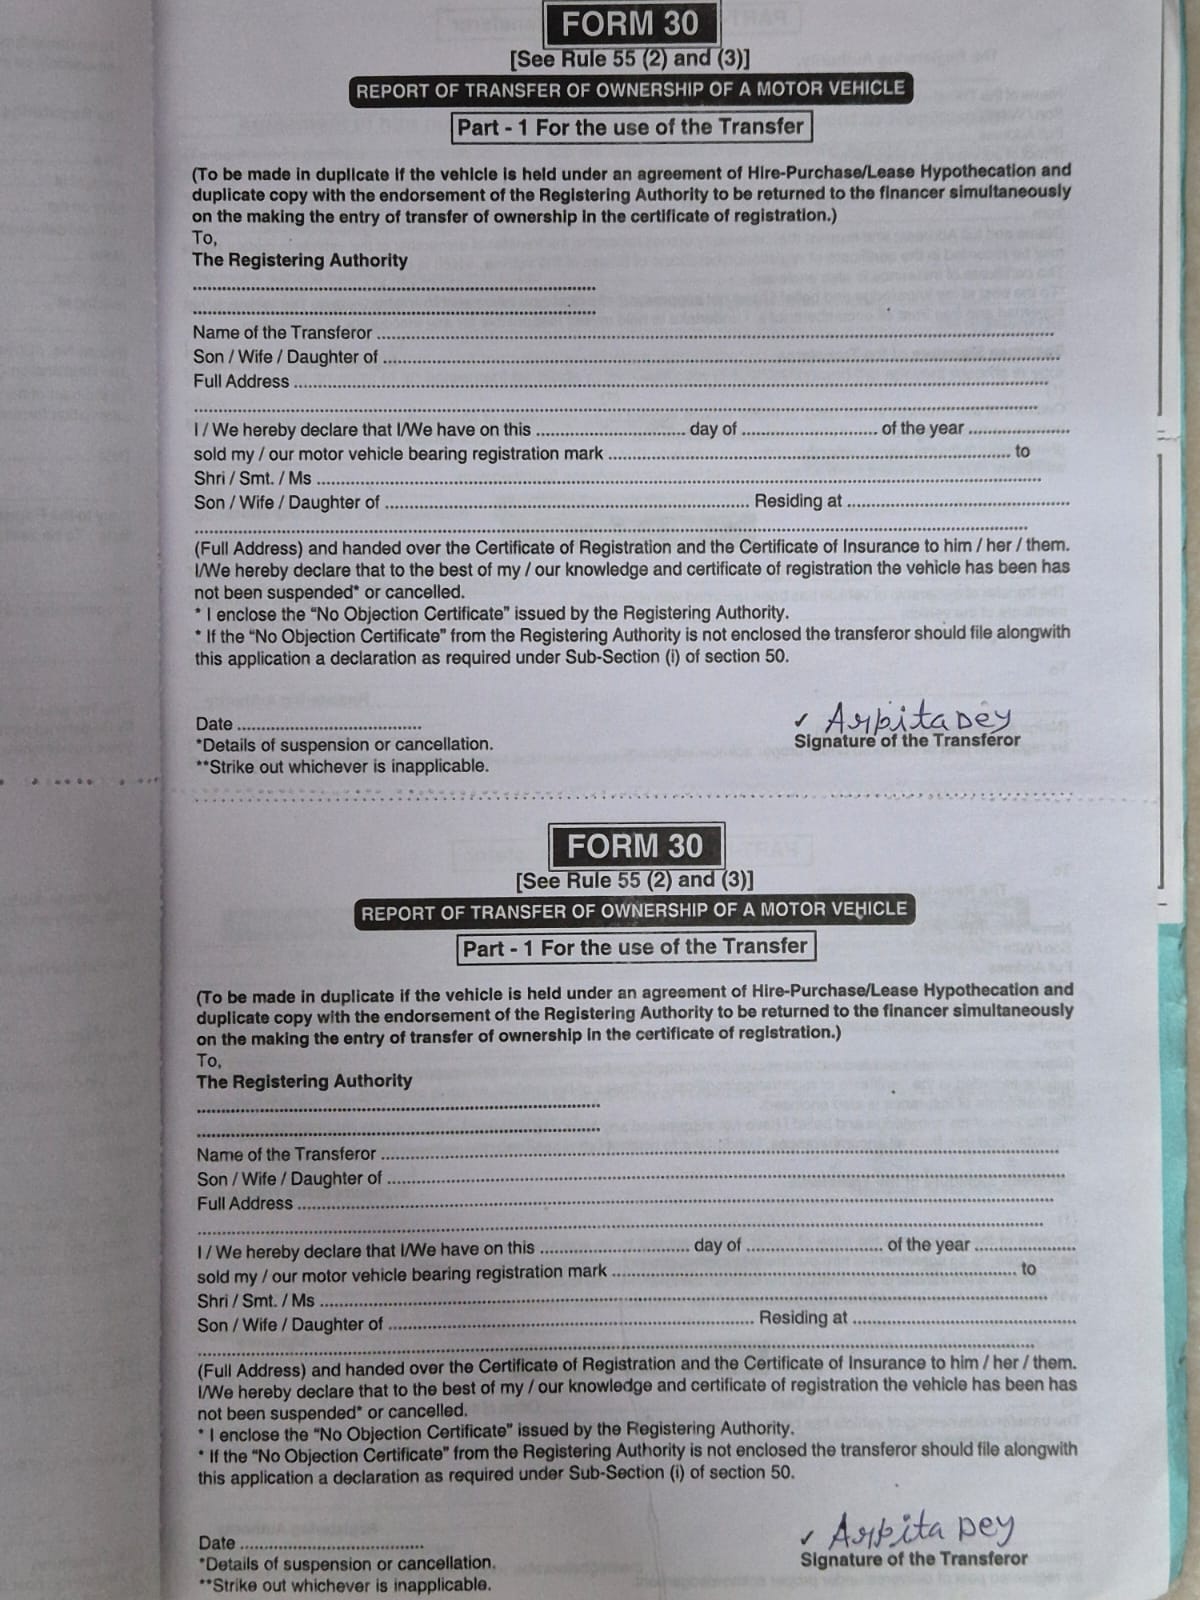 FORM 30
[See Rule 55 (2) and (3)]
REPORT OF TRANSFER OF OWNERSHIP OF A MOTOR VEHICLE
Part - 1 For the use of the Transfer
(To be made in duplicate if the vehicle is held under an agreement of Hire-Purchase/Lease Hypothecation and
duplicate copy with the endorsement of the Registering Authority to be returned to the financer simultaneously
on the making the entry of transfer of ownership in the certificate of registration.)
To,
The Registering Authority
Name of the Transferor
Son / Wife / Daughter of
Full Address
I / We hereby declare that I/We have on this ........ day of ........ of the year ........
sold my / our motor vehicle bearing registration mark ........ to
Shri / Smt. / Ms
Son / Wife / Daughter of ........ Residing at ........
(Full Address) and handed over the Certificate of Registration and the Certificate of Insurance to him / her / them.
I/We hereby declare that to the best of my / our knowledge and certificate of registration the vehicle has been has
not been suspended* or cancelled.
* I enclose the “No Objection Certificate” issued by the Registering Authority.
* If the “No Objection Certificate” from the Registering Authority is not enclosed the transferor should file alongwith
this application a declaration as required under Sub-Section (i) of section 50.
✓ Arpita Dey
Date ........ Signature of the Transferor
*Details of suspension or cancellation.
**Strike out whichever is inapplicable.
FORM 30
[See Rule 55 (2) and (3)]
REPORT OF TRANSFER OF OWNERSHIP OF A MOTOR VEHICLE
Part - 1 For the use of the Transfer
(To be made in duplicate if the vehicle is held under an agreement of Hire-Purchase/Lease Hypothecation and
duplicate copy with the endorsement of the Registering Authority to be returned to the financer simultaneously
on the making the entry of transfer of ownership in the certificate of registration.)
To,
The Registering Authority
Name of the Transferor
Son / Wife / Daughter of
Full Address
I / We hereby declare that I/We have on this ........ day of ........ of the year ........
sold my / our motor vehicle bearing registration mark ........ to
Shri / Smt. / Ms
Son / Wife / Daughter of ........ Residing at ........
(Full Address) and handed over the Certificate of Registration and the Certificate of Insurance to him / her / them.
I/We hereby declare that to the best of my / our knowledge and certificate of registration the vehicle has been has
not been suspended* or cancelled.
* I enclose the “No Objection Certificate” issued by the Registering Authority.
* If the “No Objection Certificate” from the Registering Authority is not enclosed the transferor should file alongwith
this application a declaration as required under Sub-Section (i) of section 50.
✓ Arpita Dey
Date ........ Signature of the Transferor
*Details of suspension or cancellation.
**Strike out whichever is inapplicable.